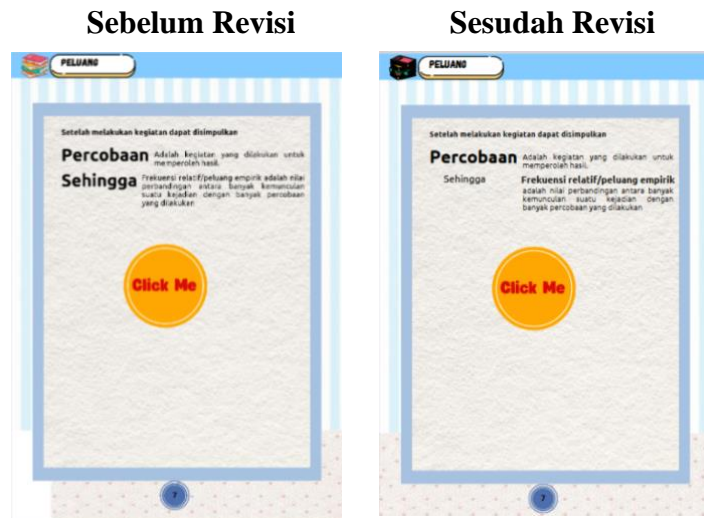 Sebelum Revisi
PELUANG
Setelah melakukan kegiatan dapat disimpulkan
Percobaan Adalah kegiatan yang dilakukan untuk
memperoleh hasil.
Sehingga Frekuensi relatif/peluang empirik adalah nilai
perbandingan antara banyak kemunculan
suatu kejadian dengan banyak percobaan
yang dilakukan
Click Me
7
Sesudah Revisi
PELUANG
Setelah melakukan kegiatan dapat disimpulkan
Percobaan Adalah kegiatan yang dilakukan untuk
memperoleh hasil.
Sehingga Frekuensi relatif/peluang empirik
adalah nilai perbandingan antara banyak
kemunculan suatu kejadian dengan
banyak percobaan yang dilakukan
Click Me
7